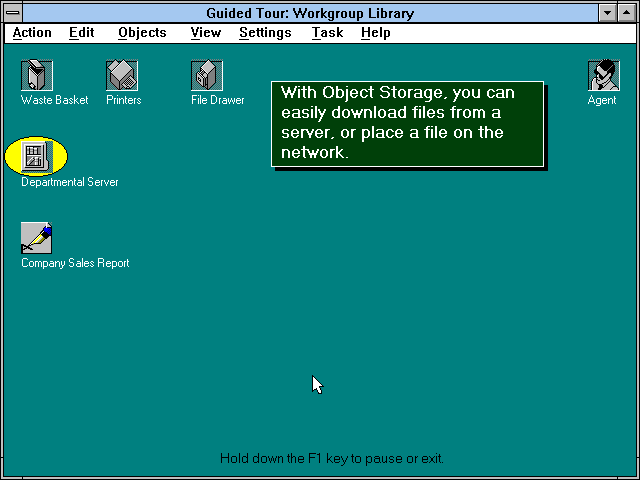 Guided Tour: Workgroup Library
Action Edit Objects View Settings Task Help
With Object Storage, you can
easily download files from a
server, or place a file on the
network.
Waste Basket Printers File Drawer Agent
Departmental Server
Company Sales Report
Hold down the F1 key to pause or exit.